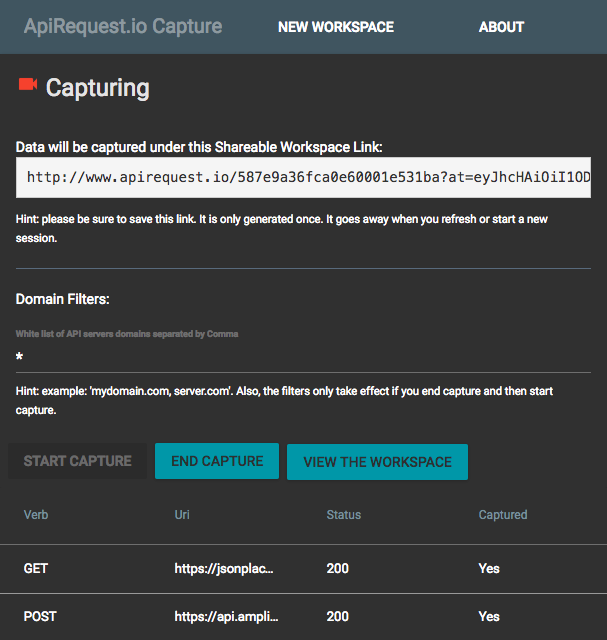 ApiRequest.io Capture NEW WORKSPACE ABOUT
Capturing
Data will be captured under this Shareable Workspace Link:
http://www.apirequest.io/587e9a36fca0e60001e531ba?at=eyJhcHAiOiI1OD
Hint: please be sure to save this link. It is only generated once. It goes away when you refresh or start a new
session.
Domain Filters:
White list of API servers domains separated by Comma
*
Hint: example: 'mydomain.com, server.com'. Also, the filters only take effect if you end capture and then start
capture.
START CAPTURE END CAPTURE VIEW THE WORKSPACE
Verb Uri Status Captured
GET https://jsonplac... 200 Yes
POST https://api.ampli... 200 Yes